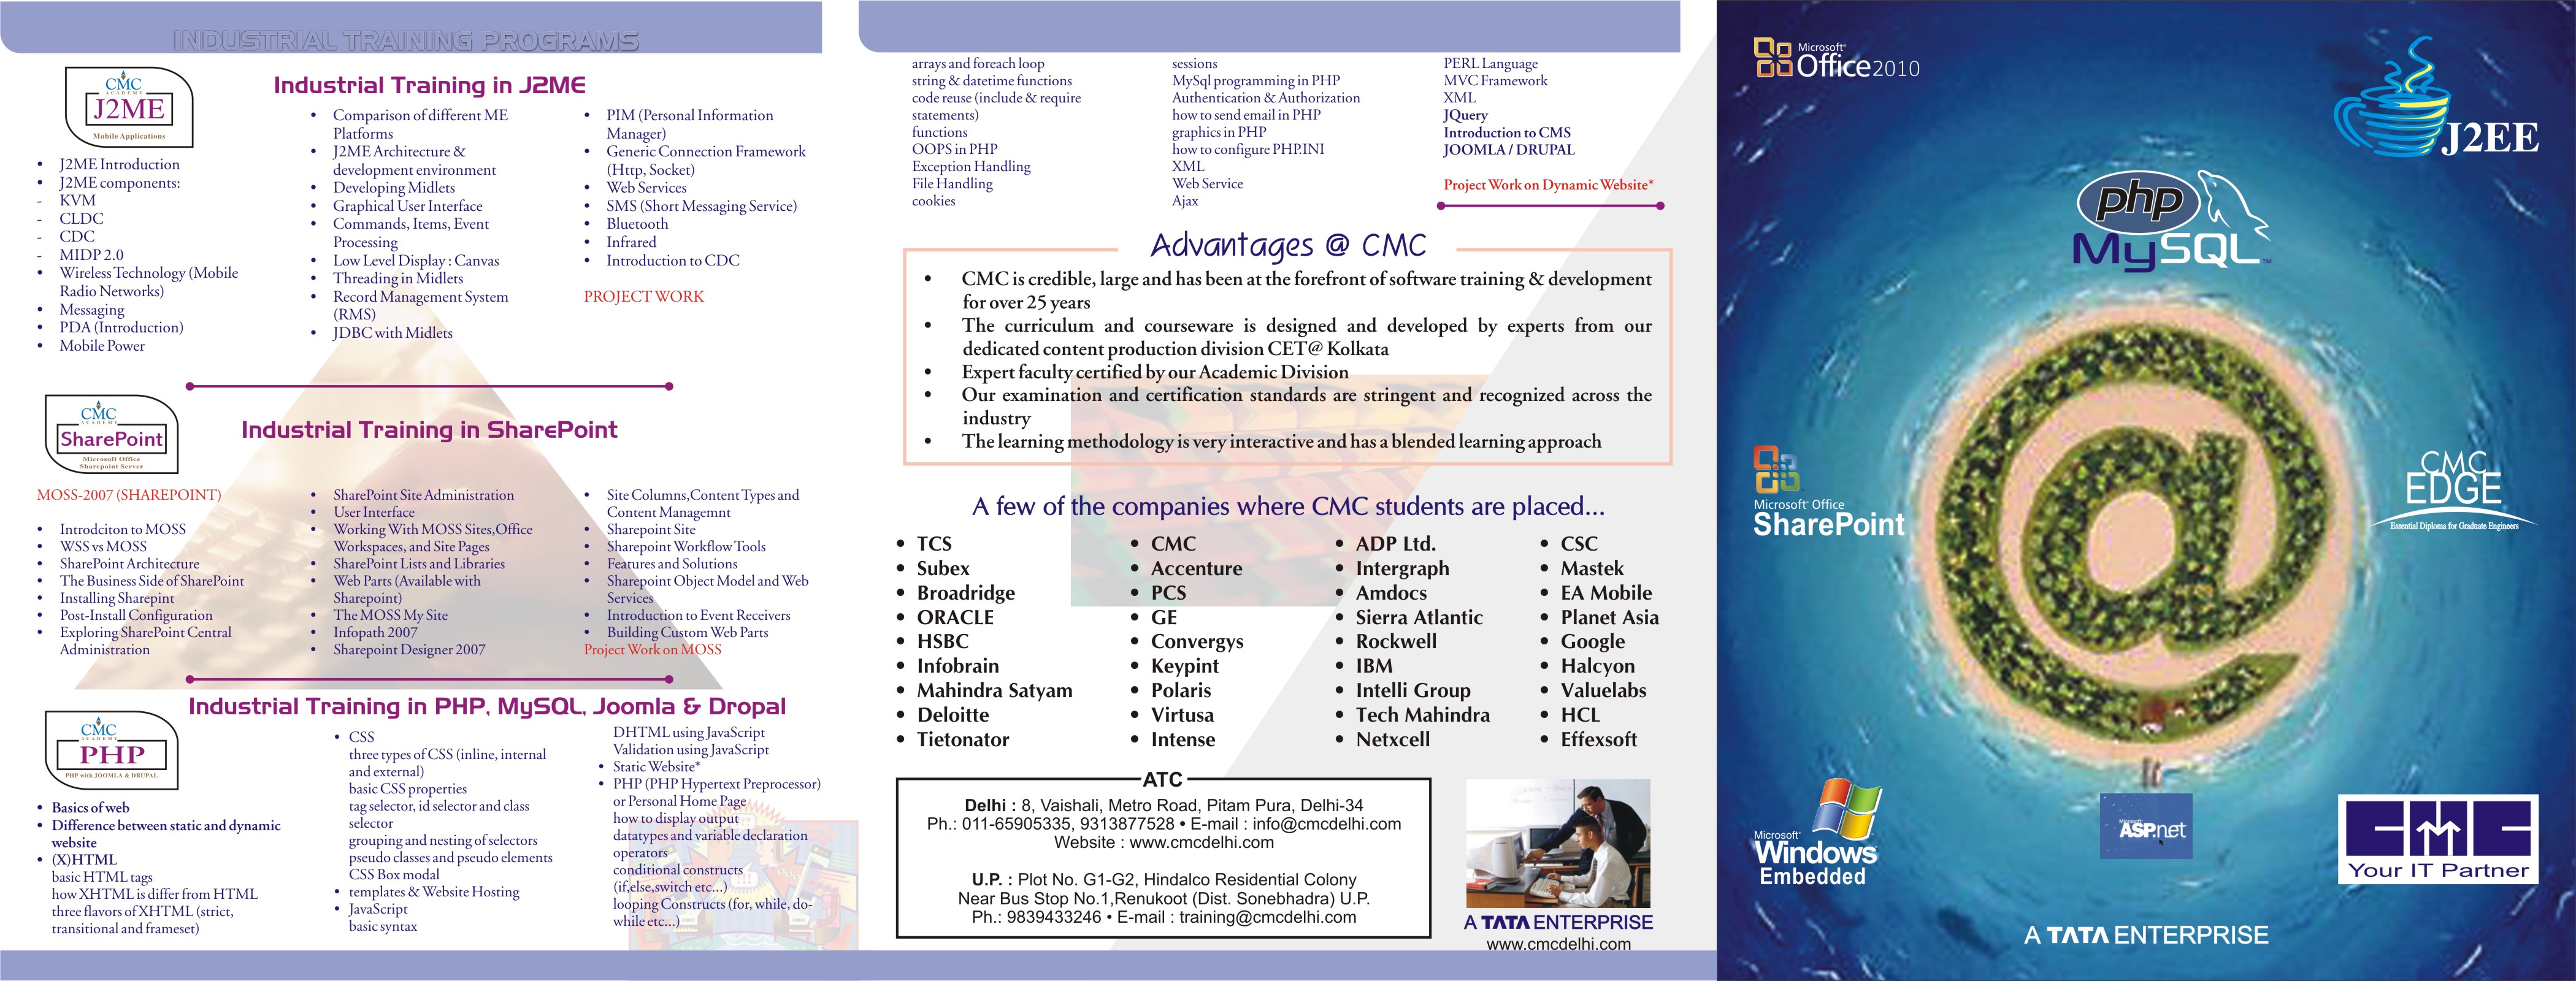 INDUSTRIAL TRAINING PROGRAMS
CMC
ACADEMY
J2ME
Mobile Applications
Industrial Training in J2ME
• J2ME Introduction
• J2ME components:
- KVM
- CLDC
- CDC
- MIDP 2.0
• Wireless Technology (Mobile
Radio Networks)
• Messaging
• PDA (Introduction)
• Mobile Power
• Comparison of different ME
Platforms
• J2ME Architecture &
development environment
• Developing Midlets
• Graphical User Interface
• Commands, Items, Event
Processing
• Low Level Display : Canvas
• Threading in Midlets
• Record Management System
(RMS)
• JDBC with Midlets
• PIM (Personal Information
Manager)
• Generic Connection Framework
(Http, Socket)
• Web Services
• SMS (Short Messaging Service)
• Bluetooth
• Infrared
• Introduction to CDC
PROJECT WORK
CMC
ACADEMY
SharePoint
Microsoft Office
Sharepoint Server
Industrial Training in SharePoint
MOSS-2007 (SHAREPOINT)
• Introdciton to MOSS
• WSS vs MOSS
• SharePoint Architecture
• The Business Side of SharePoint
• Installing Sharepint
• Post-Install Configuration
• Exploring SharePoint Central
Administration
• SharePoint Site Administration
• User Interface
• Working With MOSS Sites,Office
Workspaces, and Site Pages
• SharePoint Lists and Libraries
• Web Parts (Available with
Sharepoint)
• The MOSS My Site
• Infopath 2007
• Sharepoint Designer 2007
• Site Columns,Content Types and
Content Managemnt
• Sharepoint Site
• Sharepoint Workflow Tools
• Features and Solutions
• Sharepoint Object Model and Web
Services
• Introduction to Event Receivers
• Building Custom Web Parts
Project Work on MOSS
CMC
ACADEMY
PHP
PHP with JOOMLA & DRUPAL
Industrial Training in PHP, MySQL, Joomla & Dropal
• Basics of web
• Difference between static and dynamic
website
• (X)HTML
basic HTML tags
how XHTML is differ from HTML
three flavors of XHTML (strict,
transitional and frameset)
• CSS
three types of CSS (inline, internal
and external)
basic CSS properties
tag selector, id selector and class
selector
grouping and nesting of selectors
pseudo classes and pseudo elements
CSS Box modal
• templates & Website Hosting
• JavaScript
basic syntax
DHTML using JavaScript
Validation using JavaScript
• Static Website*
• PHP (PHP Hypertext Preprocessor)
or Personal Home Page
how to display output
datatypes and variable declaration
operators
conditional constructs
(if,else,switch etc...)
looping Constructs (for, while, do-
while etc...)
arrays and foreach loop
string & datetime functions
code reuse (include & require
statements)
functions
OOPS in PHP
Exception Handling
File Handling
cookies
sessions
MySql programming in PHP
Authentication & Authorization
how to send email in PHP
graphics in PHP
how to configure PHP.INI
XML
Web Service
Ajax
PERL Language
MVC Framework
XML
JQuery
Introduction to CMS
JOOMLA / DRUPAL
Project Work on Dynamic Website*
Advantages @ CMC
• CMC is credible, large and has been at the forefront of software training & development
for over 25 years
• The curriculum and courseware is designed and developed by experts from our
dedicated content production division CET@ Kolkata
• Expert faculty certified by our Academic Division
• Our examination and certification standards are stringent and recognized across the
industry
• The learning methodology is very interactive and has a blended learning approach
A few of the companies where CMC students are placed...
• TCS
• Subex
• Broadridge
• ORACLE
• HSBC
• Infobrain
• Mahindra Satyam
• Deloitte
• Tietonator
• CMC
• Accenture
• PCS
• GE
• Convergys
• Keypint
• Polaris
• Virtusa
• Intense
• ADP Ltd.
• Intergraph
• Amdocs
• Sierra Atlantic
• Rockwell
• IBM
• Intelli Group
• Tech Mahindra
• Netxcell
• CSC
• Mastek
• EA Mobile
• Planet Asia
• Google
• Halcyon
• Valuelabs
• HCL
• Effexsoft
ATC
Delhi : 8, Vaishali, Metro Road, Pitam Pura, Delhi-34
Ph.: 011-65905335, 9313877528 • E-mail : info@cmcdelhi.com
Website : www.cmcdelhi.com
U.P. : Plot No. G1-G2, Hindalco Residential Colony
Near Bus Stop No.1,Renukoot (Dist. Sonebhadra) U.P.
Ph.: 9839433246 • E-mail : training@cmcdelhi.com
A TATA ENTERPRISE
www.cmcdelhi.com
Microsoft
Office 2010
J2EE
php
MySQL™
Microsoft Office
SharePoint
CMC
EDGE
Essential Diploma for Graduate Engineers
@
Microsoft
Windows
Embedded
Microsoft
ASP.net
CMC
Your IT Partner
A TATA ENTERPRISE